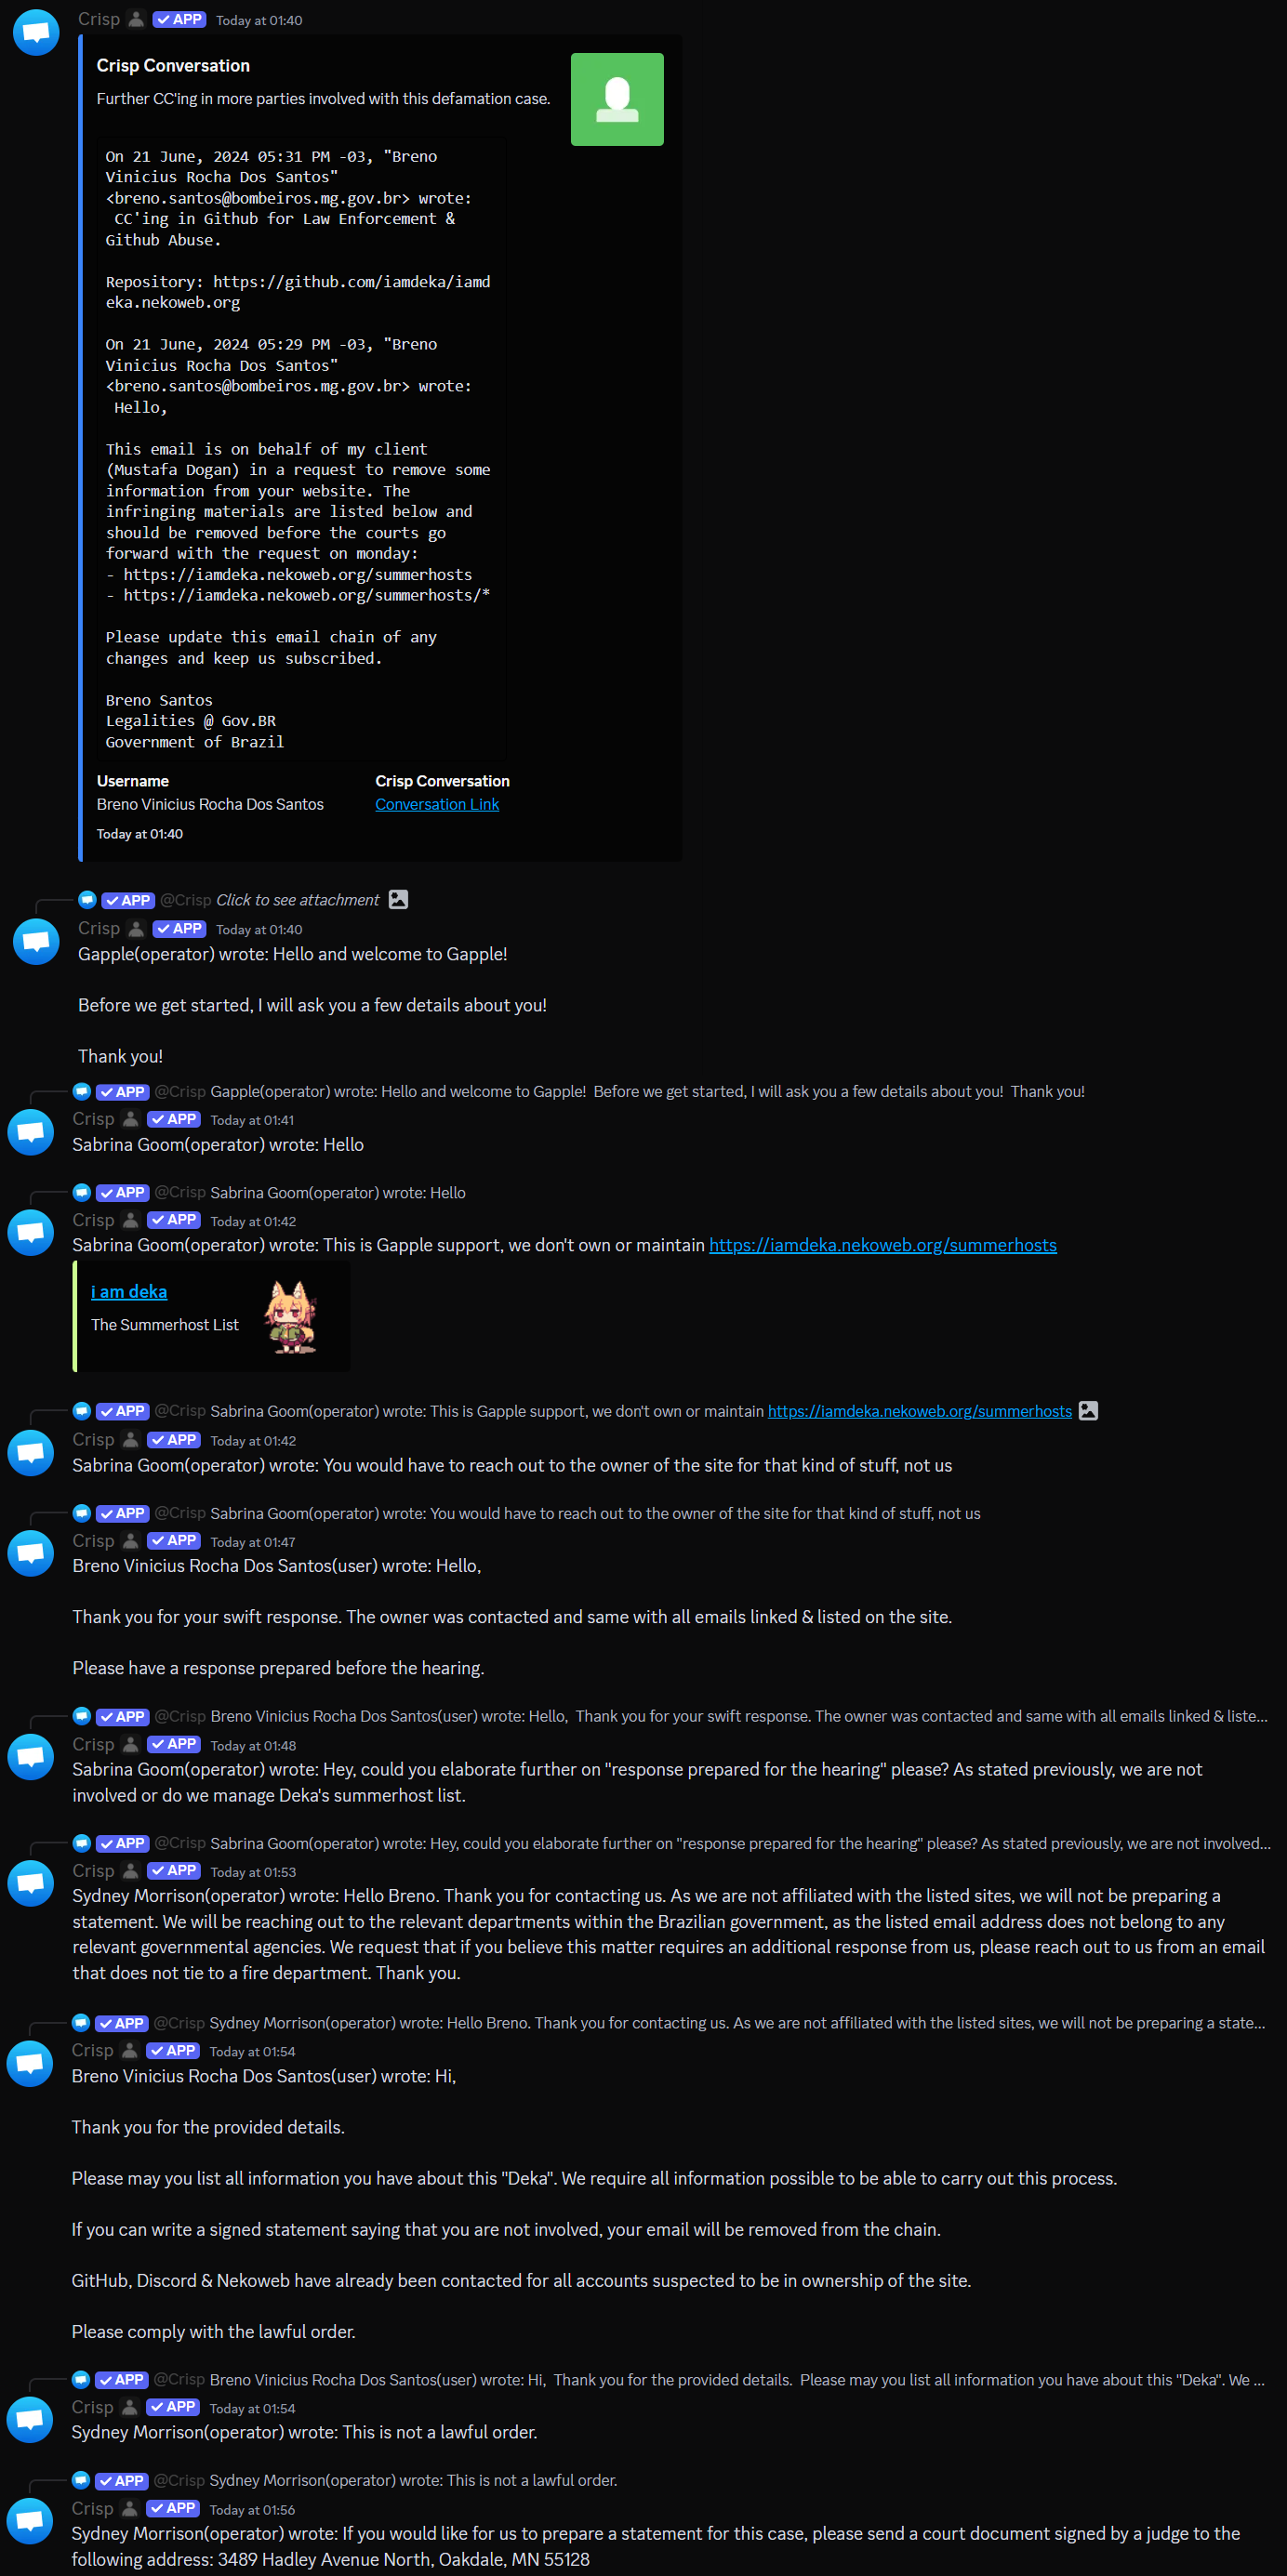 Crisp APP Today at 01:40
Crisp Conversation
Further CC'ing in more parties involved with this defamation case.
On 21 June, 2024 05:31 PM -03, "Breno
Vinicius Rocha Dos Santos"
<breno.santos@bombeiros.mg.gov.br> wrote:
CC'ing in Github for Law Enforcement &
Github Abuse.
Repository: https://github.com/iamdeka/iamd
eka.nekoweb.org
On 21 June, 2024 05:29 PM -03, "Breno
Vinicius Rocha Dos Santos"
<breno.santos@bombeiros.mg.gov.br> wrote:
Hello,
This email is on behalf of my client
(Mustafa Dogan) in a request to remove some
information from your website. The
infringing materials are listed below and
should be removed before the courts go
forward with the request on monday:
- https://iamdeka.nekoweb.org/summerhosts
- https://iamdeka.nekoweb.org/summerhosts/*
Please update this email chain of any
changes and keep us subscribed.
Breno Santos
Legalities @ Gov.BR
Government of Brazil
Username Crisp Conversation
Breno Vinicius Rocha Dos Santos Conversation Link
Today at 01:40
APP @Crisp Click to see attachment
Crisp APP Today at 01:40
Gapple(operator) wrote: Hello and welcome to Gapple!
Before we get started, I will ask you a few details about you!
Thank you!
APP @Crisp Gapple(operator) wrote: Hello and welcome to Gapple! Before we get started, I will ask you a few details about you! Thank you!
Crisp APP Today at 01:41
Sabrina Goom(operator) wrote: Hello
APP @Crisp Sabrina Goom(operator) wrote: Hello
Crisp APP Today at 01:42
Sabrina Goom(operator) wrote: This is Gapple support, we don't own or maintain https://iamdeka.nekoweb.org/summerhosts
i am deka
The Summerhost List
APP @Crisp Sabrina Goom(operator) wrote: This is Gapple support, we don't own or maintain https://iamdeka.nekoweb.org/summerhosts
Crisp APP Today at 01:42
Sabrina Goom(operator) wrote: You would have to reach out to the owner of the site for that kind of stuff, not us
APP @Crisp Sabrina Goom(operator) wrote: You would have to reach out to the owner of the site for that kind of stuff, not us
Crisp APP Today at 01:47
Breno Vinicius Rocha Dos Santos(user) wrote: Hello,
Thank you for your swift response. The owner was contacted and same with all emails linked & listed on the site.
Please have a response prepared before the hearing.
APP @Crisp Breno Vinicius Rocha Dos Santos(user) wrote: Hello, Thank you for your swift response. The owner was contacted and same with all emails linked & liste...
Crisp APP Today at 01:48
Sabrina Goom(operator) wrote: Hey, could you elaborate further on "response prepared for the hearing" please? As stated previously, we are not
involved or do we manage Deka's summerhost list.
APP @Crisp Sabrina Goom(operator) wrote: Hey, could you elaborate further on "response prepared for the hearing" please? As stated previously, we are not involved...
Crisp APP Today at 01:53
Sydney Morrison(operator) wrote: Hello Breno. Thank you for contacting us. As we are not affiliated with the listed sites, we will not be preparing a
statement. We will be reaching out to the relevant departments within the Brazilian government, as the listed email address does not belong to any
relevant governmental agencies. We request that if you believe this matter requires an additional response from us, please reach out to us from an email
that does not tie to a fire department. Thank you.
APP @Crisp Sydney Morrison(operator) wrote: Hello Breno. Thank you for contacting us. As we are not affiliated with the listed sites, we will not be preparing a state...
Crisp APP Today at 01:54
Breno Vinicius Rocha Dos Santos(user) wrote: Hi,
Thank you for the provided details.
Please may you list all information you have about this "Deka". We require all information possible to be able to carry out this process.
If you can write a signed statement saying that you are not involved, your email will be removed from the chain.
GitHub, Discord & Nekoweb have already been contacted for all accounts suspected to be in ownership of the site.
Please comply with the lawful order.
APP @Crisp Breno Vinicius Rocha Dos Santos(user) wrote: Hi, Thank you for the provided details. Please may you list all information you have about this "Deka". We ...
Crisp APP Today at 01:54
Sydney Morrison(operator) wrote: This is not a lawful order.
APP @Crisp Sydney Morrison(operator) wrote: This is not a lawful order.
Crisp APP Today at 01:56
Sydney Morrison(operator) wrote: If you would like for us to prepare a statement for this case, please send a court document signed by a judge to the
following address: 3489 Hadley Avenue North, Oakdale, MN 55128